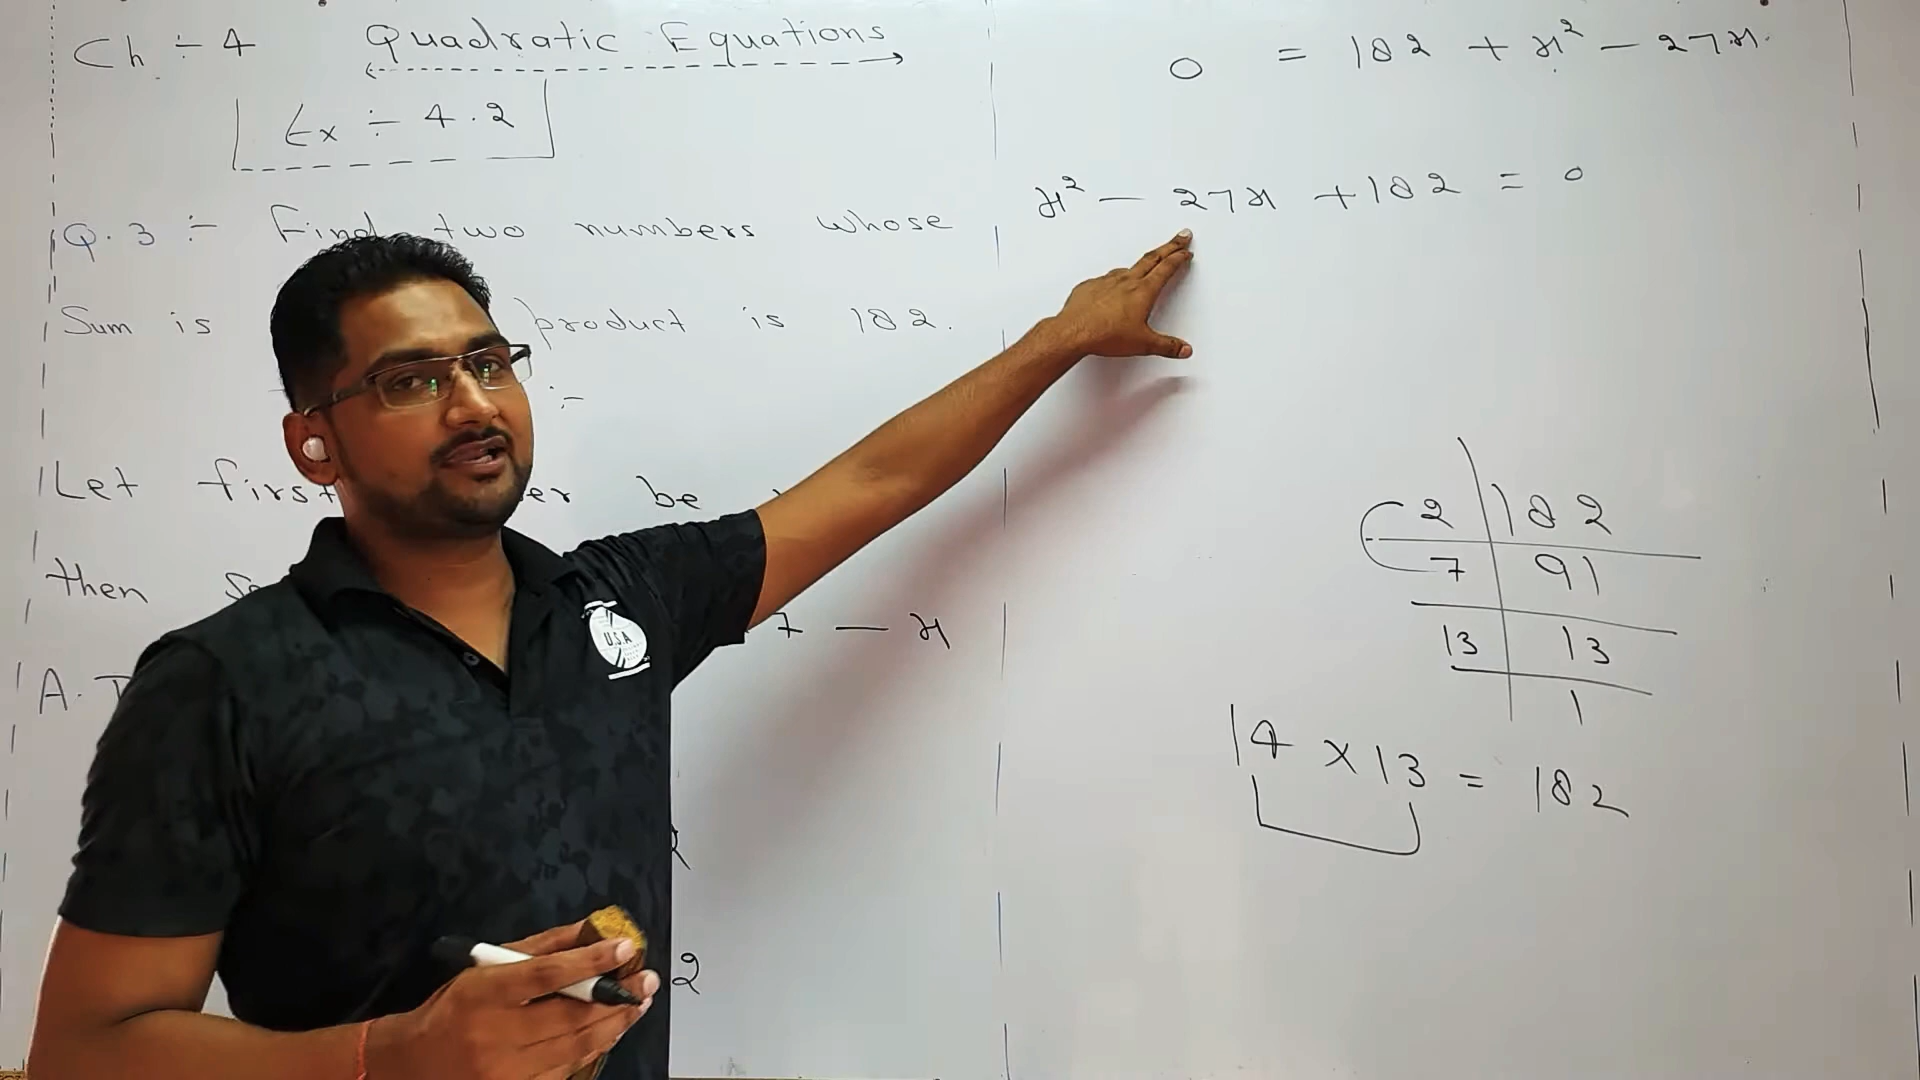 Ch ÷ 4 Quadratic Equations
Ex ÷ 4.2
Q.3 :- Find two numbers whose
Sum is product is 182.
:-
Let first be
then 7 - x
A.
2
0 = 182 + x² - 27x.
x² - 27x + 182 = 0
2 | 182
7 | 91
13 | 13
1
14 x 13 = 182
U.S.A